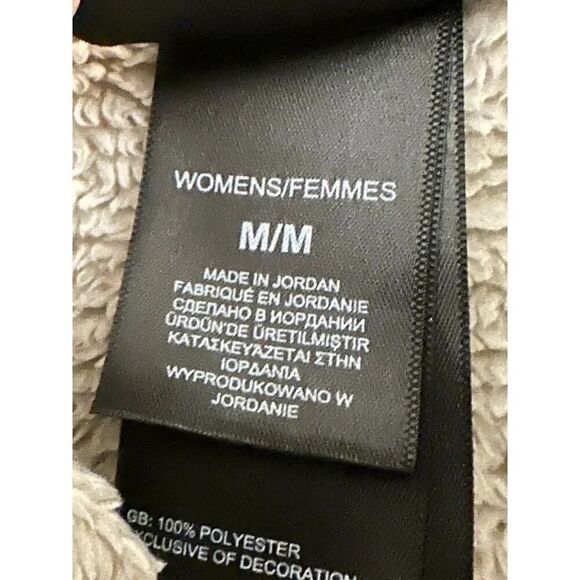 WOMENS/FEMMES
M/M
MADE IN JORDAN
FABRIQUÉ EN JORDANIE
СДЕЛАНО В ИОРДАНИИ
ÜRDÜN'DE ÜRETILMIŞTIR
ΚΑΤΑΣΚΕΥΑΖΕΤΑΙ ΣΤΗΝ
ΙΟΡΔΑΝΙΑ
WYPRODUKOWANO W
JORDANIE
GB: 100% POLYESTER
EXCLUSIVE OF DECORATION